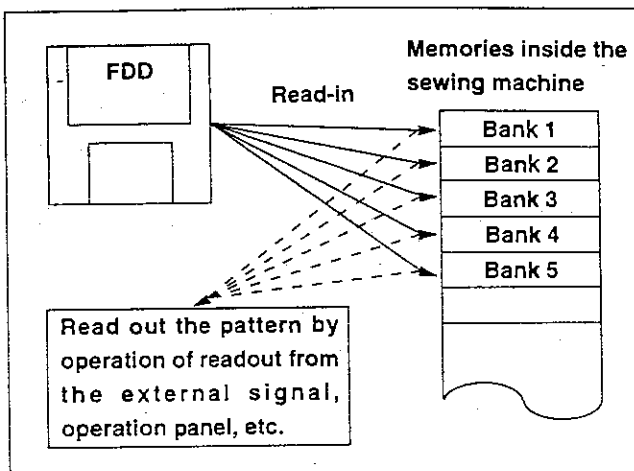 FDD
Read-in
Memories inside the
sewing machine
Bank 1
Bank 2
Bank 3
Bank 4
Bank 5
Read out the pattern by
operation of readout from
the external signal,
operation panel, etc.